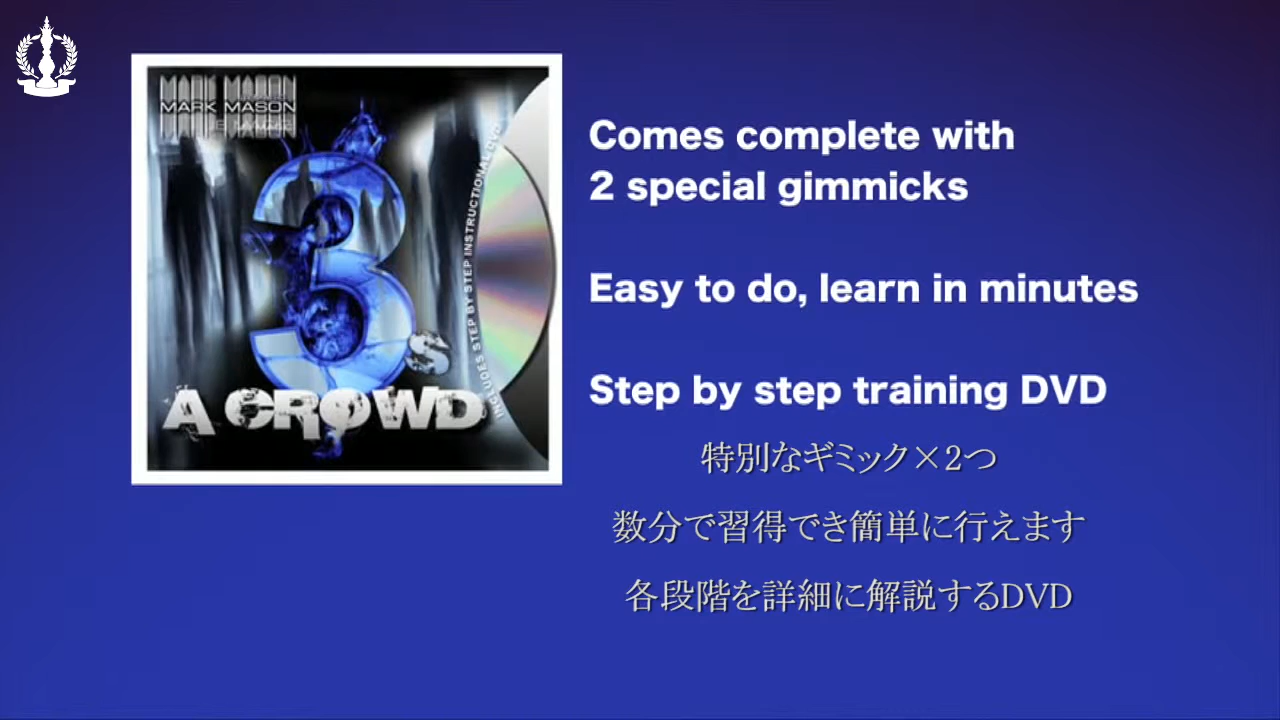 MARK MASON
3
S
A CROWD
INCLUDES STEP BY STEP INSTRUCTIONAL DVD
Comes complete with
2 special gimmicks
Easy to do, learn in minutes
Step by step training DVD
特別なギミック×2つ
数分で習得でき簡単に行えます
各段階を詳細に解説するDVD